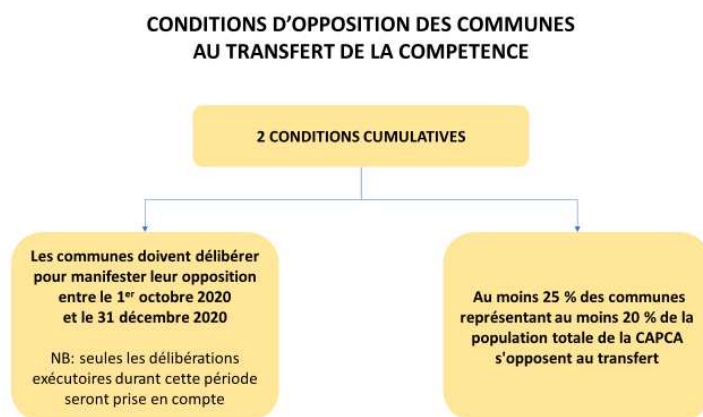 CONDITIONS D’OPPOSITION DES COMMUNES
AU TRANSFERT DE LA COMPETENCE
2 CONDITIONS CUMULATIVES
Les communes doivent délibérer
pour manifester leur opposition
entre le 1er octobre 2020
et le 31 décembre 2020
NB: seules les délibérations
exécutoires durant cette période
seront prise en compte
Au moins 25 % des communes
représentant au moins 20 % de la
population totale de la CAPCA
s'opposent au transfert